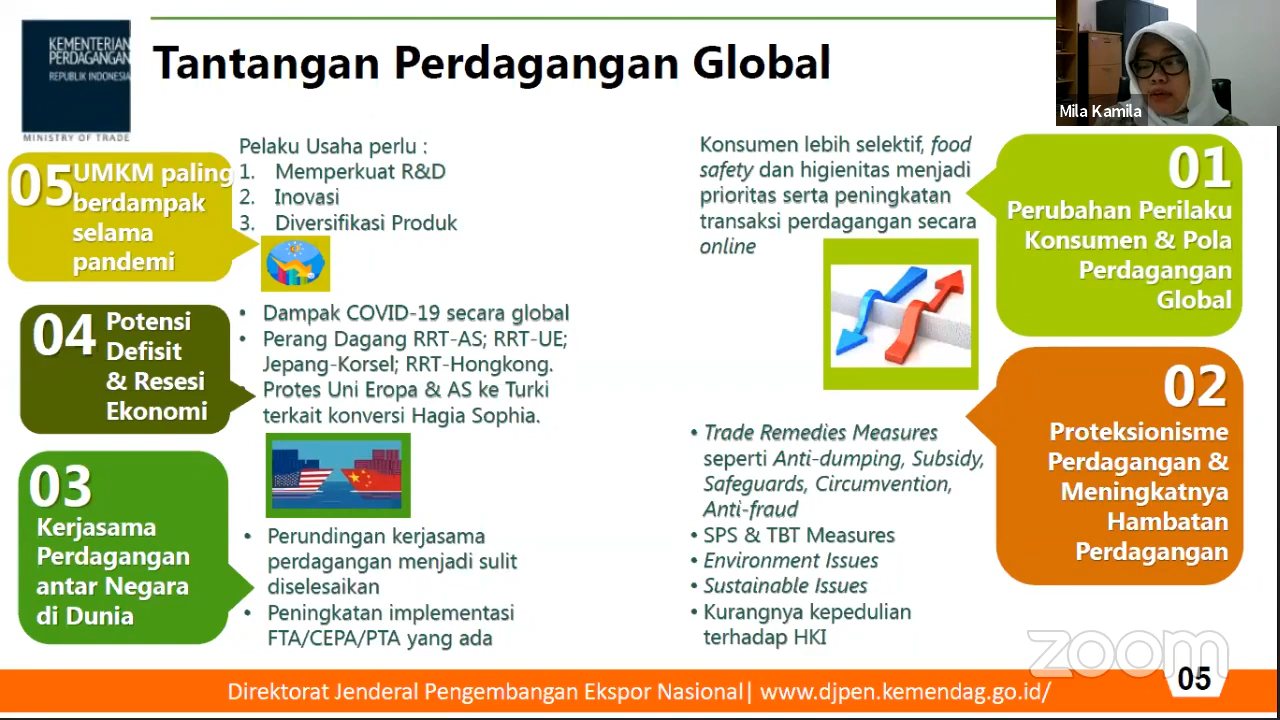 KEMENTERIAN
PERDAGANGAN
REPUBLIK INDONESIA
MINISTRY OF TRADE
Tantangan Perdagangan Global
Mila Kamila
01
Perubahan Perilaku
Konsumen & Pola
Perdagangan
Global
Konsumen lebih selektif, food
safety dan higienitas menjadi
prioritas serta peningkatan
transaksi perdagangan secara
online
02
Proteksionisme
Perdagangan &
Meningkatnya
Hambatan
Perdagangan
• Trade Remedies Measures
seperti Anti-dumping, Subsidy,
Safeguards, Circumvention,
Anti-fraud
• SPS & TBT Measures
• Environment Issues
• Sustainable Issues
• Kurangnya kepedulian
terhadap HKI
03
Kerjasama
Perdagangan
antar Negara
di Dunia
• Perundingan kerjasama
perdagangan menjadi sulit
diselesaikan
• Peningkatan implementasi
FTA/CEPA/PTA yang ada
04
Potensi
Defisit
& Resesi
Ekonomi
• Dampak COVID-19 secara global
• Perang Dagang RRT-AS; RRT-UE;
Jepang-Korsel; RRT-Hongkong.
• Protes Uni Eropa & AS ke Turki
terkait konversi Hagia Sophia.
05
UMKM paling
berdampak
selama
pandemi
Pelaku Usaha perlu :
1. Memperkuat R&D
2. Inovasi
3. Diversifikasi Produk
zoom
Direktorat Jenderal Pengembangan Ekspor Nasional| www.djpen.kemendag.go.id/
05